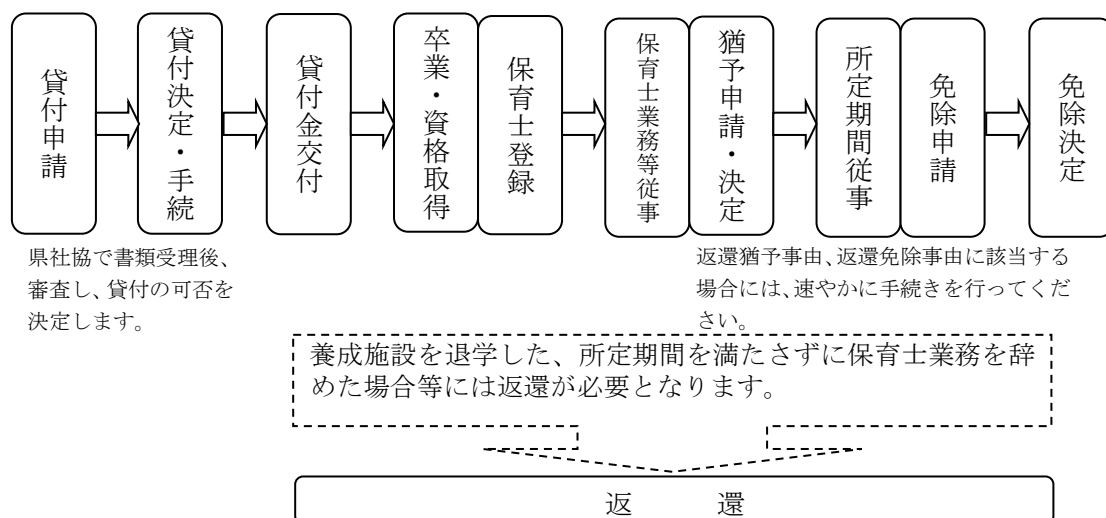 貸付申請
貸付決定・手続
貸付金交付
卒業・資格取得
保育士登録
保育士業務等従事
猶予申請・決定
所定期間従事
免除申請
免除決定
県社協で書類受理後、
審査し、貸付の可否を
決定します。
返還猶予事由、返還免除事由に該当する
場合には、速やかに手続きを行ってくだ
さい。
養成施設を退学した、所定期間を満たさずに保育士業務を辞
めた場合等には返還が必要となります。
返　　還